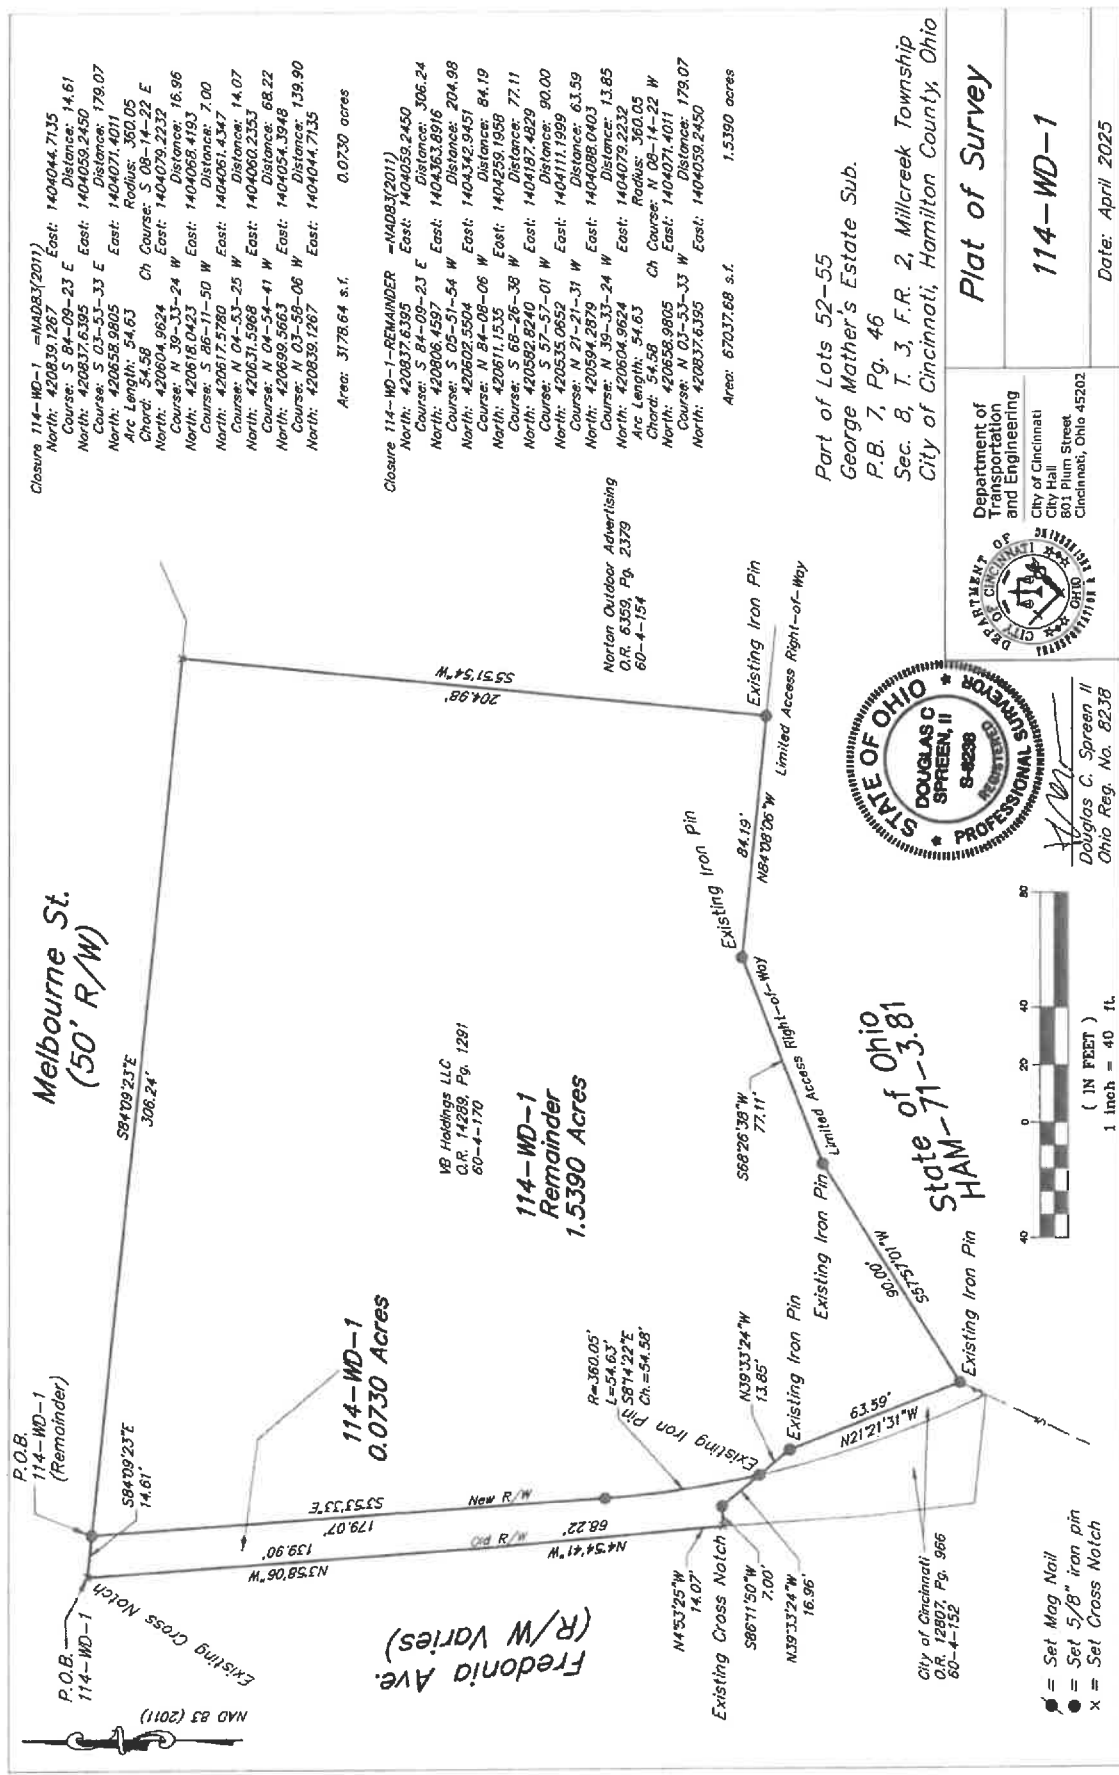 Closure 114-WD-1 =NAD83(2011)
North: 420839.1267 East: 1404044.7135
Course: S 84-09-23 E Distance: 14.61
North: 420837.6395 East: 1404059.2450
Course: S 03-53-33 E Distance: 179.07
North: 420658.9805 East: 1404071.4011
Arc Length: 54.63 Radius: 360.05
Chord: 54.58 Ch Course: S 08-14-22 E
North: 420604.9624 East: 1404079.2232
Course: N 39-33-24 W Distance: 16.96
North: 420618.0423 East: 1404068.4193
Course: S 86-11-50 W Distance: 7.00
North: 420617.5780 East: 1404061.4347
Course: N 04-53-25 W Distance: 14.07
North: 420631.5968 East: 1404060.2353
Course: N 04-54-41 W Distance: 68.22
North: 420699.5663 East: 1404054.3948
Course: N 03-58-06 W Distance: 139.90
North: 420839.1267 East: 1404044.7135
Area: 3178.64 s.f. 0.0730 acres
Closure 114-WD-1-REMAINDER =NAD83(2011)
North: 420837.6395 East: 1404059.2450
Course: S 84-09-23 E Distance: 306.24
North: 420806.4597 East: 1404363.8916
Course: S 05-51-54 W Distance: 204.98
North: 420602.5504 East: 1404342.9451
Course: N 84-08-06 W Distance: 84.19
North: 420611.1535 East: 1404259.1958
Course: S 68-26-38 W Distance: 77.11
North: 420582.8240 East: 1404187.4829
Course: S 57-57-01 W Distance: 90.00
North: 420535.0652 East: 1404111.1999
Course: N 21-21-31 W Distance: 63.59
North: 420594.2879 East: 1404088.0403
Course: N 39-33-24 W Distance: 13.85
North: 420604.9624 East: 1404079.2232
Arc Length: 54.63 Radius: 360.05
Chord: 54.58 Ch Course: N 08-14-22 W
North: 420658.9805 East: 1404071.4011
Course: N 03-53-33 W Distance: 179.07
North: 420837.6395 East: 1404059.2450
Area: 67037.68 s.f. 1.5390 acres
NAD 83 (2011)
P.O.B.
114-WD-1
Existing Cross Notch
P.O.B.
114-WD-1
(Remainder)
S84°09'23"E
14.61'
Melbourne St.
(50' R/W)
S84°09'23"E
306.24'
S5°51'54"W
204.98'
Norton Outdoor Advertising
O.R. 6359, Pg. 2379
60-4-154
Fredonia Ave.
(R/W Varies)
N3°58'06"W
139.90'
179.07'
S3°53'33"E
Old R/W
New R/W
N4°54'41"W
68.22'
114-WD-1
0.0730 Acres
VB Holdings LLC
O.R. 14289, Pg. 1291
60-4-170
114-WD-1
Remainder
1.5390 Acres
R=360.05'
L=54.63'
S8°14'22"E
Ch.=54.58'
Existing Iron Pin
N4°53'25"W
14.07'
Existing Cross Notch
S86°11'50"W
7.00'
N39°33'24"W
16.96'
N39°33'24"W
13.85'
Existing Iron Pin
63.59'
N21°21'31"W
Existing Iron Pin
90.00'
S57°57'01"W
Existing Iron Pin
S68°26'38"W
77.11'
Limited Access Right-of-Way
Existing Iron Pin
84.19'
N84°08'06"W
Existing Iron Pin
Limited Access Right-of-Way
City of Cincinnati
O.R. 12807, Pg. 966
60-4-152
State of Ohio
HAM-71-3.81
= Set Mag Nail
= Set 5/8" iron pin
x = Set Cross Notch
40 0 20 40 80
( IN FEET )
1 inch = 40 ft.
STATE OF OHIO
DOUGLAS C
SPREEN, II
S-8238
REGISTERED
PROFESSIONAL SURVEYOR
Douglas C. Spreen II
Ohio Reg. No. 8238
Part of Lots 52-55
George Mather's Estate Sub.
P.B. 7, Pg. 46
Sec. 8, T. 3, F.R. 2, Millcreek Township
City of Cincinnati, Hamilton County, Ohio
DEPARTMENT OF
TRANSPORTATION & ENGINEERING
CITY OF CINCINNATI
OHIO
Department of
Transportation
and Engineering
City of Cincinnati
City Hall
801 Plum Street
Cincinnati, Ohio 45202
Plat of Survey
114-WD-1
Date: April 2025